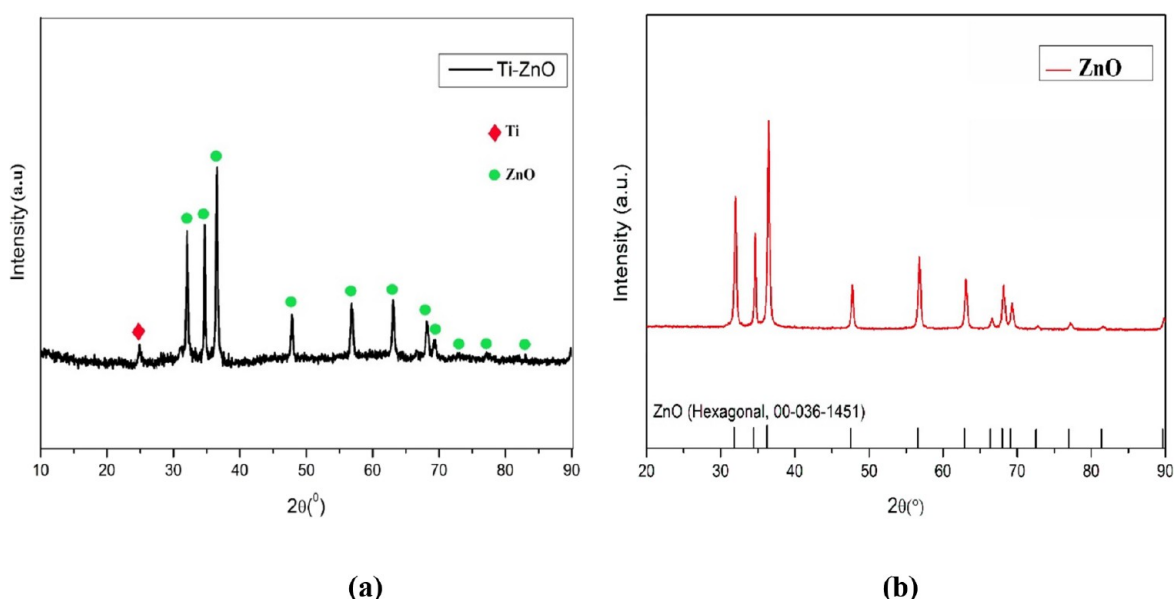 Ti-ZnO
Ti
ZnO
Intensity (a.u)
10 20 30 40 50 60 70 80 90
2θ(⁰)
(a)
ZnO
Intensity (a.u.)
ZnO (Hexagonal, 00-036-1451)
20 30 40 50 60 70 80 90
2θ(°)
(b)